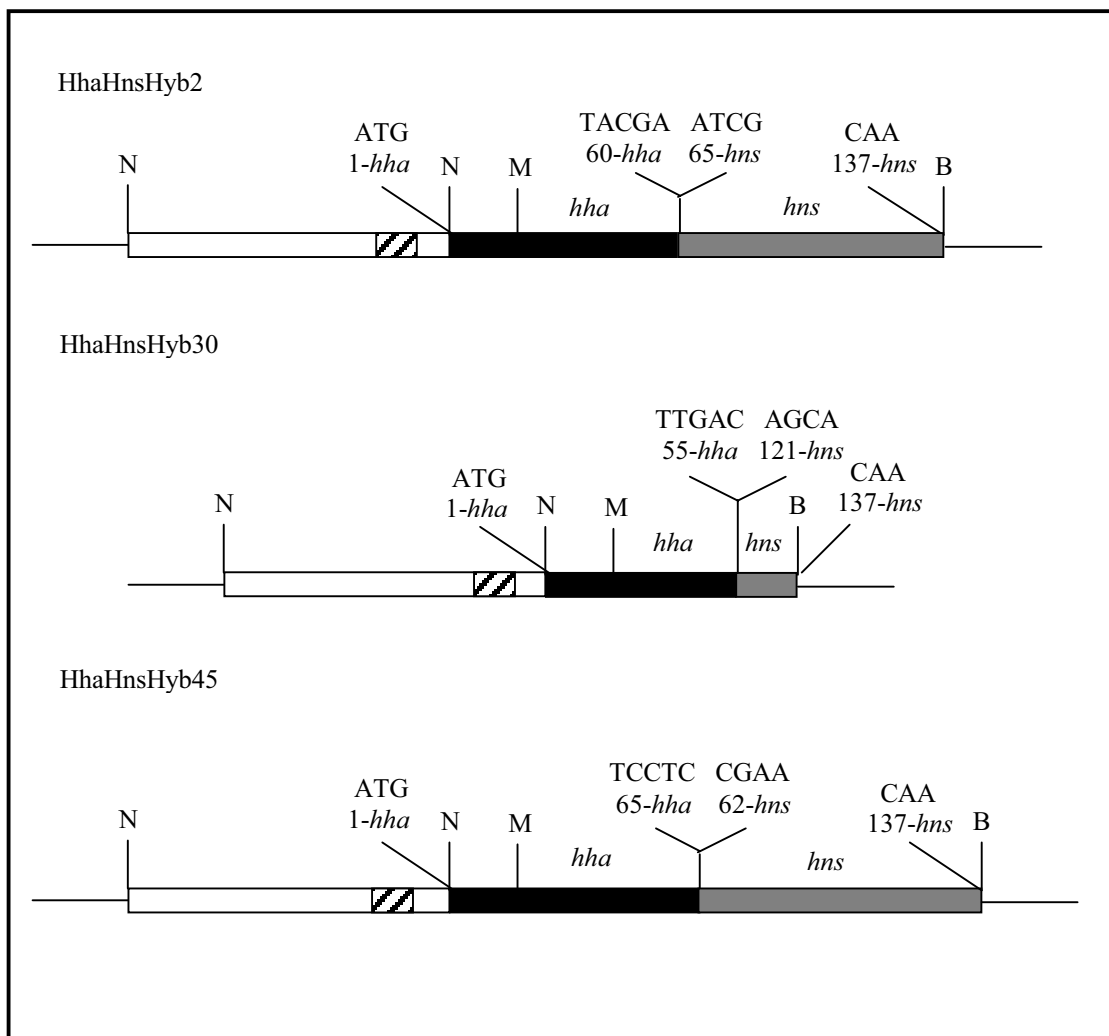 HhaHnsHyb2
TACGA ATCG CAA
ATG 60-hha 65-hns 137-hns
N 1-hha N M B
hha hns
HhaHnsHyb30
TTGAC AGCA
55-hha 121-hns CAA
ATG 137-hns
N 1-hha N M B
hha hns
HhaHnsHyb45
TCCTC CGAA
ATG 65-hha 62-hns CAA
N 1-hha N M 137-hns B
hha hns